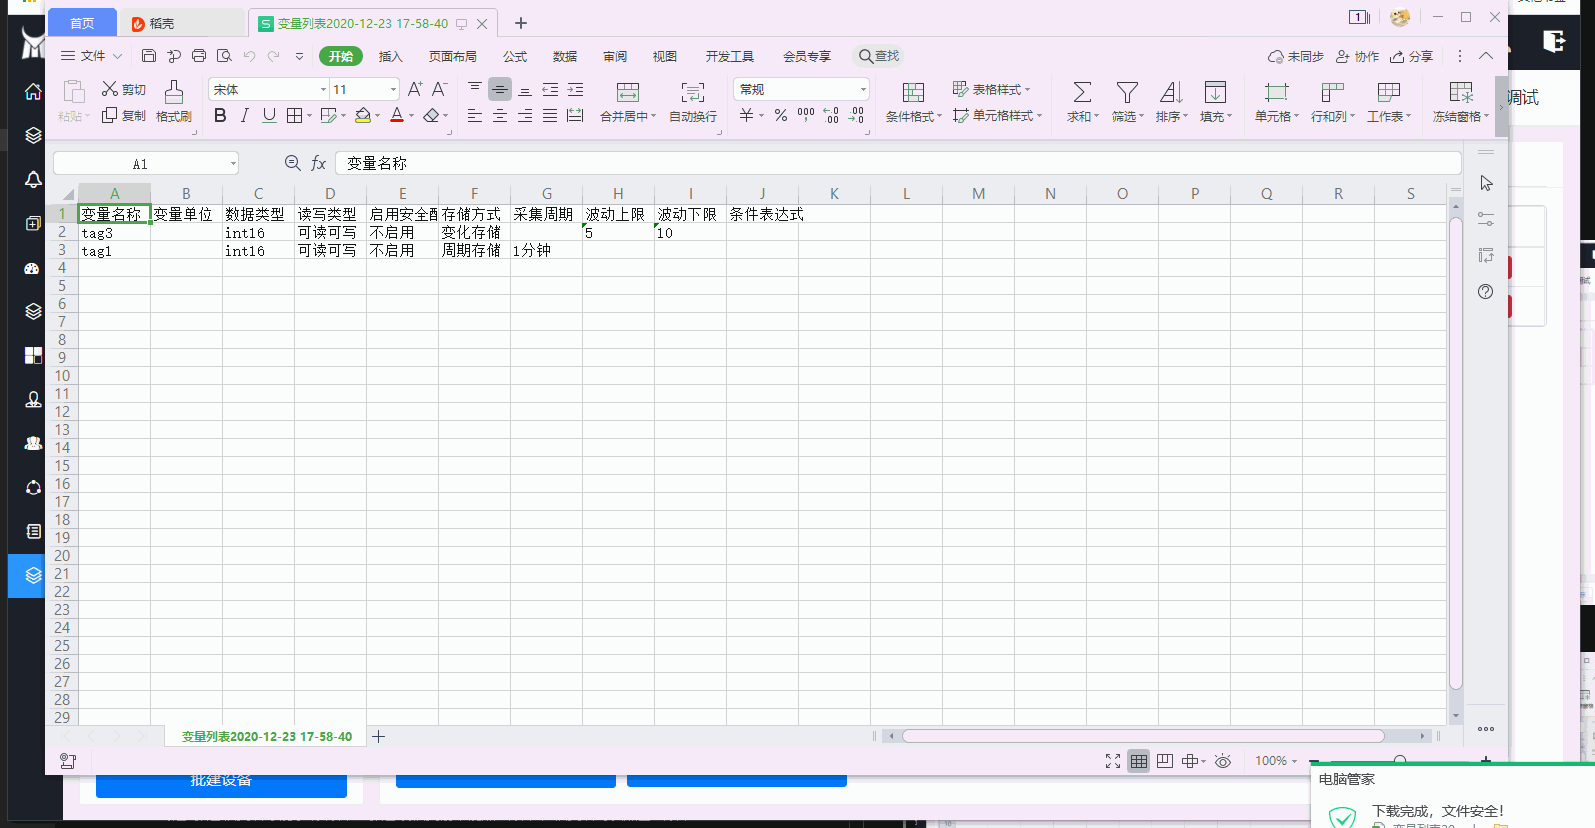 首页 稻壳 S 变量列表2020-12-23 17-58-40 1
文件 开始 插入 页面布局 公式 数据 审阅 视图 开发工具 会员专享 查找 未同步 协作 分享
粘贴 剪切 复制 格式刷 宋体 11 A+ A- 合并居中 自动换行 常规 条件格式 表格样式 单元格样式 求和 筛选 排序 填充 单元格 行和列 工作表 冻结窗格
B I U A ¥ % 000 .0 .00
调试
A1 fx 变量名称
A B C D E F G H I J K L M N O P Q R S
1 变量名称 变量单位 数据类型 读写类型 启用安全 存储方式 采集周期 波动上限 波动下限 条件表达式
2 tag3 int16 可读可写 不启用 变化存储 5 10
3 tag1 int16 可读可写 不启用 周期存储 1分钟
4
5
6
7
8
9
10
11
12
13
14
15
16
17
18
19
20
21
22
23
24
25
26
27
28
29
变量列表2020-12-23 17-58-40
100%
批建设备
电脑管家
下载完成，文件安全！